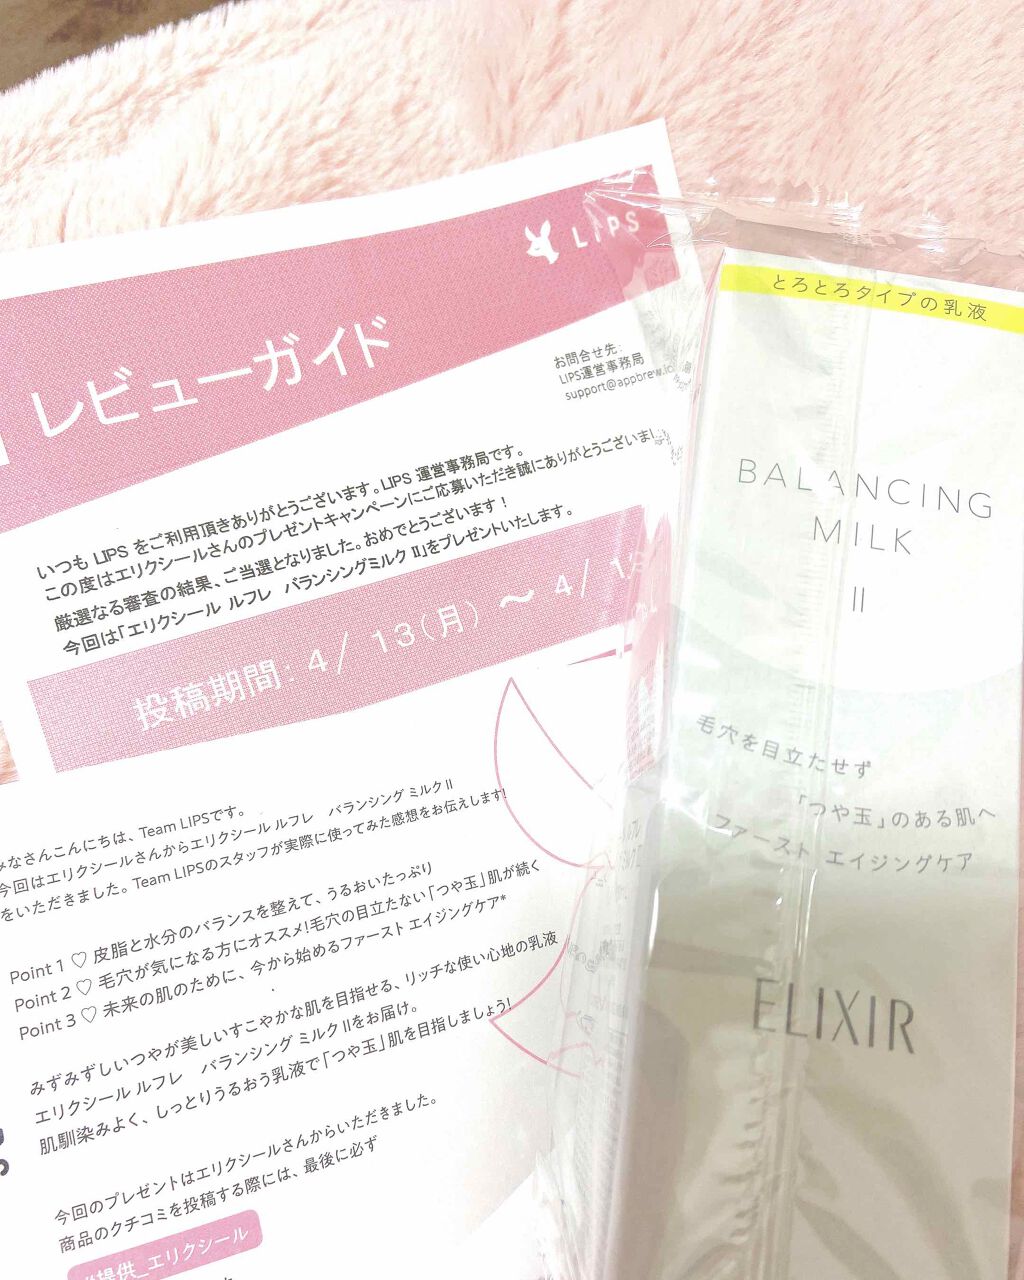 LIPS
レビューガイド
お問合せ先:
LIPS運営事務局
support@appbrew.io
いつも LIPS をご利用頂きありがとうございます。LIPS 運営事務局です。
この度はエリクシールさんのプレゼントキャンペーンにご応募いただき誠にありがとうございまし
厳選なる審査の結果、ご当選となりました。おめでとうございます！
今回は「エリクシール ルフレ バランシングミルク Ⅱ」をプレゼントいたします。
投稿期間: 4/ 13(月) ～ 4/
みなさんこんにちは、Team LIPSです。
今回はエリクシールさんからエリクシール ルフレ バランシング ミルクⅡ
をいただきました。Team LIPSのスタッフが実際に使ってみた感想をお伝えします!
Point 1 ♡ 皮脂と水分のバランスを整えて、うるおいたっぷり
Point 2 ♡ 毛穴が気になる方にオススメ!毛穴の目立たない「つや玉」肌が続く
Point 3 ♡ 未来の肌のために、今から始めるファースト エイジングケア*
みずみずしいつやが美しいすこやかな肌を目指せる、リッチな使い心地の乳液
エリクシール ルフレ バランシング ミルクⅡをお届け。
肌馴染みよく、しっとりうるおう乳液で「つや玉」肌を目指しましょう!
今回のプレゼントはエリクシールさんからいただきました。
商品のクチコミを投稿する際には、最後に必ず
#提供_エリクシール
とろとろタイプの乳液
BALANCING
MILK
Ⅱ
毛穴を目立たせず
「つや玉」のある肌へ
ファースト エイジングケア
ELIXIR